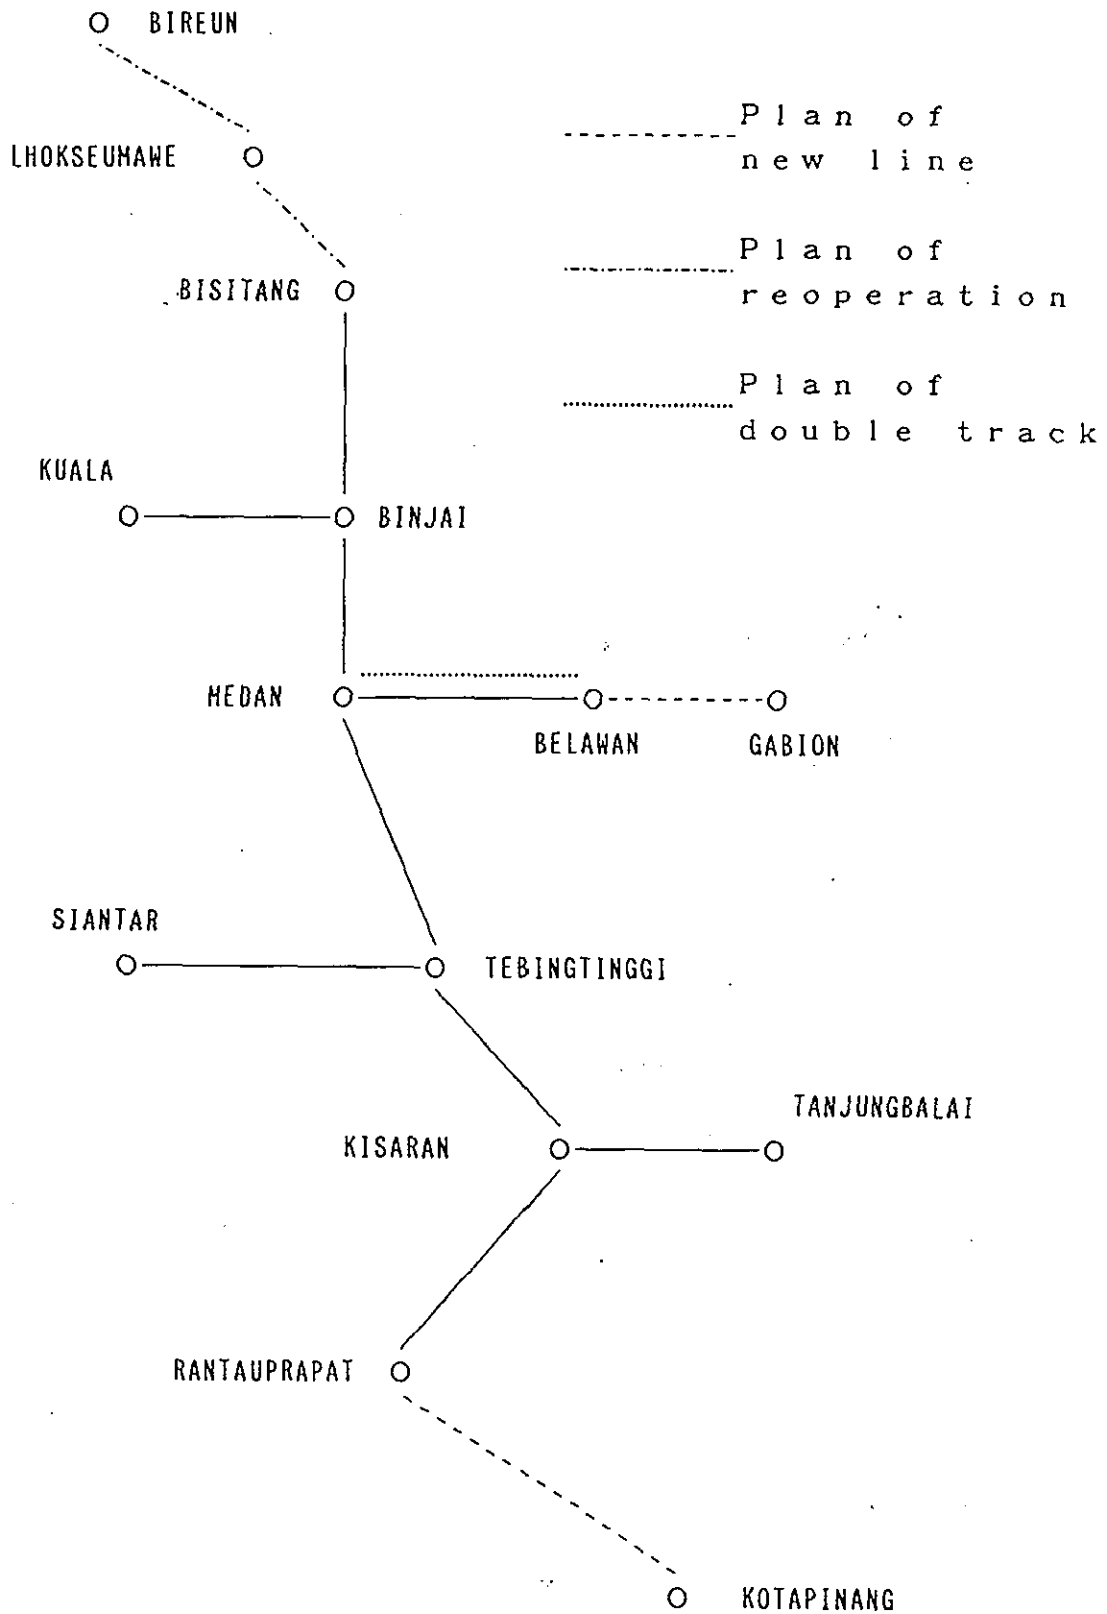 BIREUN
Plan of
new line
LHOKSEUMAWE
Plan of
reoperation
BISITANG
Plan of
double track
KUALA
BINJAI
MEDAN
BELAWAN
GABION
SIANTAR
TEBINGTINGGI
TANJUNGBALAI
KISARAN
RANTAUPRAPAT
KOTAPINANG